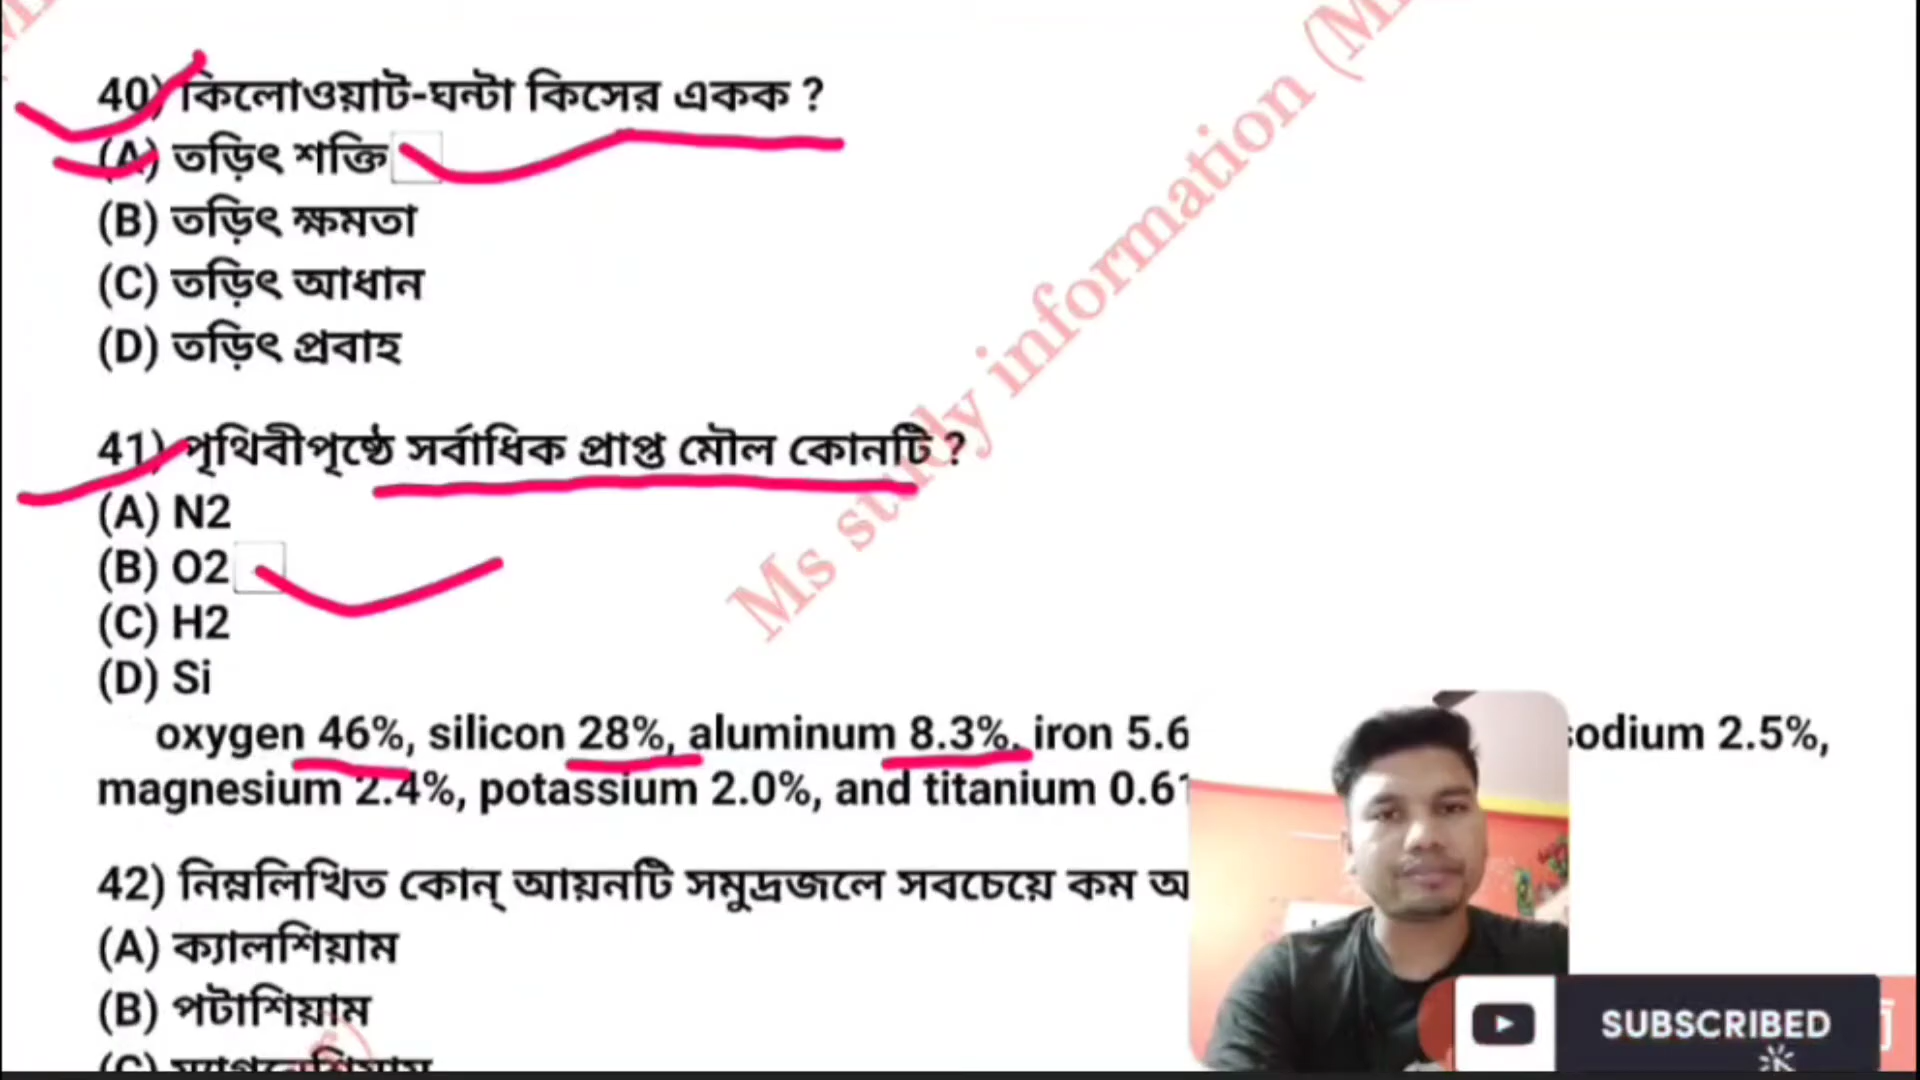 40) কিলোওয়াট-ঘন্টা কিসের একক ?
(A) তড়িৎ শক্তি
(B) তড়িৎ ক্ষমতা
(C) তড়িৎ আধান
(D) তড়িৎ প্রবাহ
41) পৃথিবীপৃষ্ঠে সর্বাধিক প্রাপ্ত মৌল কোনটি ?
(A) N2
(B) O2
(C) H2
(D) Si
oxygen 46%, silicon 28%, aluminum 8.3%, iron 5.6 sodium 2.5%,
magnesium 2.4%, potassium 2.0%, and titanium 0.61
42) নিম্নলিখিত কোন্ আয়নটি সমুদ্রজলে সবচেয়ে কম
(A) ক্যালশিয়াম
(B) পটাশিয়াম
Ms study information
SUBSCRIBED